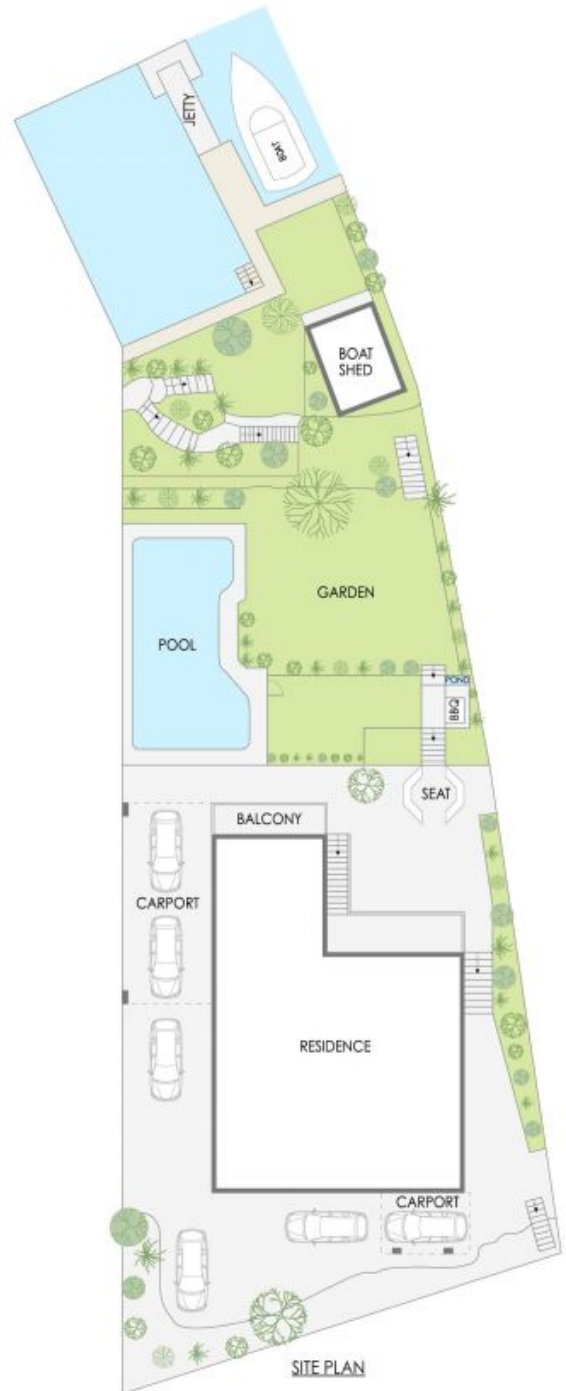 JETTY
BOAT
BOAT
SHED
GARDEN
POOL
POND
BBQ
SEAT
BALCONY
CARPORT
RESIDENCE
CARPORT
SITE PLAN